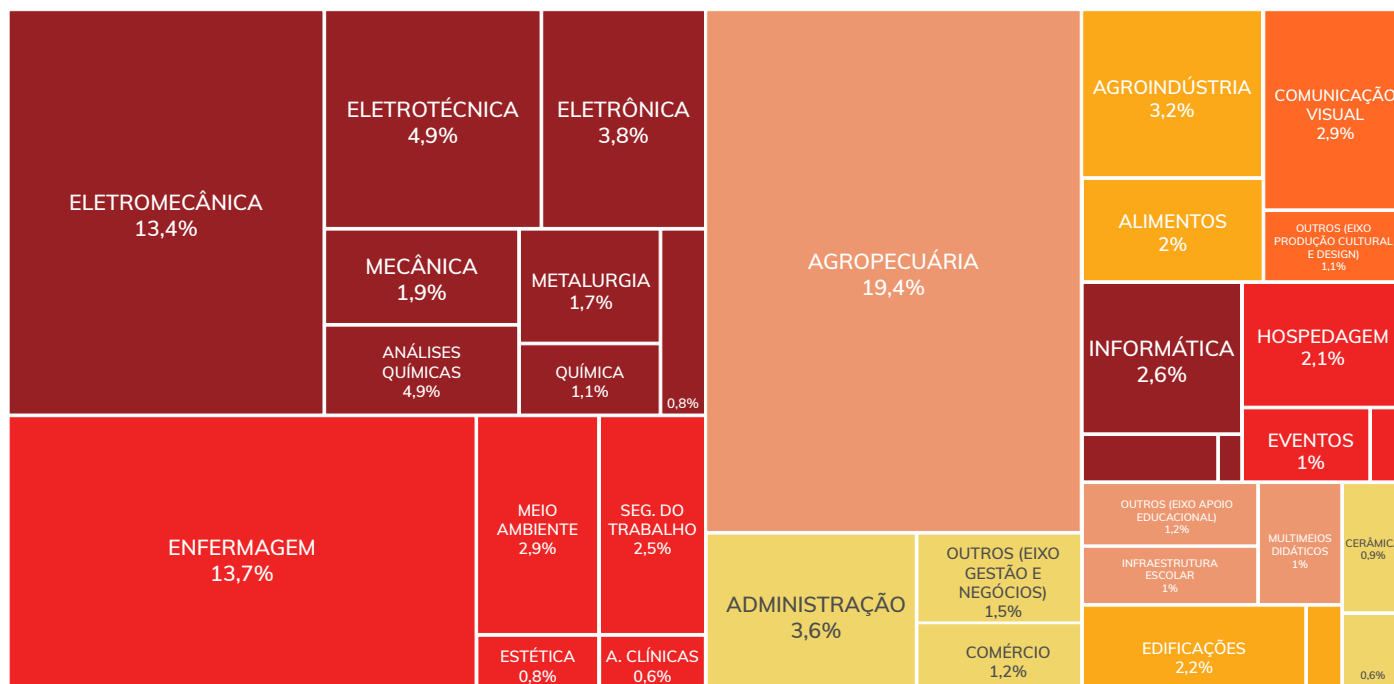 ELETROMECÂNICA
13,4%
ELETROTÉCNICA
4,9%
ELETRÔNICA
3,8%
MECÂNICA
1,9%
METALURGIA
1,7%
ANÁLISES
QUÍMICAS
4,9%
QUÍMICA
1,1%
0,8%
ENFERMAGEM
13,7%
MEIO
AMBIENTE
2,9%
SEG. DO
TRABALHO
2,5%
ESTÉTICA
0,8%
A. CLÍNICAS
0,6%
AGROPECUÁRIA
19,4%
ADMINISTRAÇÃO
3,6%
OUTROS (EIXO
GESTÃO E
NEGÓCIOS)
1,5%
COMÉRCIO
1,2%
AGROINDÚSTRIA
3,2%
ALIMENTOS
2%
COMUNICAÇÃO
VISUAL
2,9%
OUTROS (EIXO
PRODUÇÃO CULTURAL
E DESIGN)
1,1%
INFORMÁTICA
2,6%
HOSPEDAGEM
2,1%
EVENTOS
1%
OUTROS (EIXO APOIO
EDUCACIONAL)
1,2%
INFRAESTRUTURA
ESCOLAR
1%
MULTIMEIOS
DIDÁTICOS
1%
CERÂMICA
0,9%
EDIFICAÇÕES
2,2%
0,6%